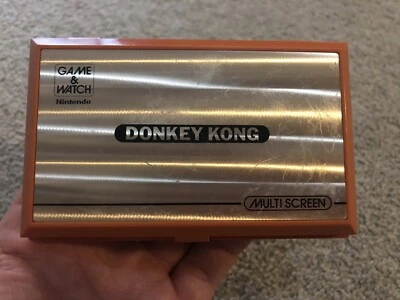 GAME
&
WATCH
Nintendo
DONKEY KONG
MULTI SCREEN